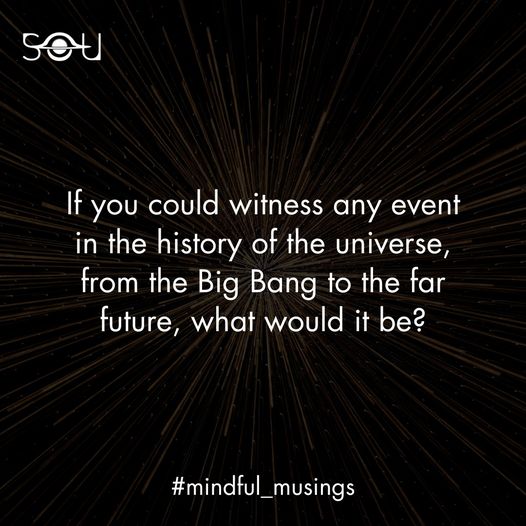 SOU
If you could witness any event
in the history of the universe,
from the Big Bang to the far
future, what would it be?
#mindful_musings